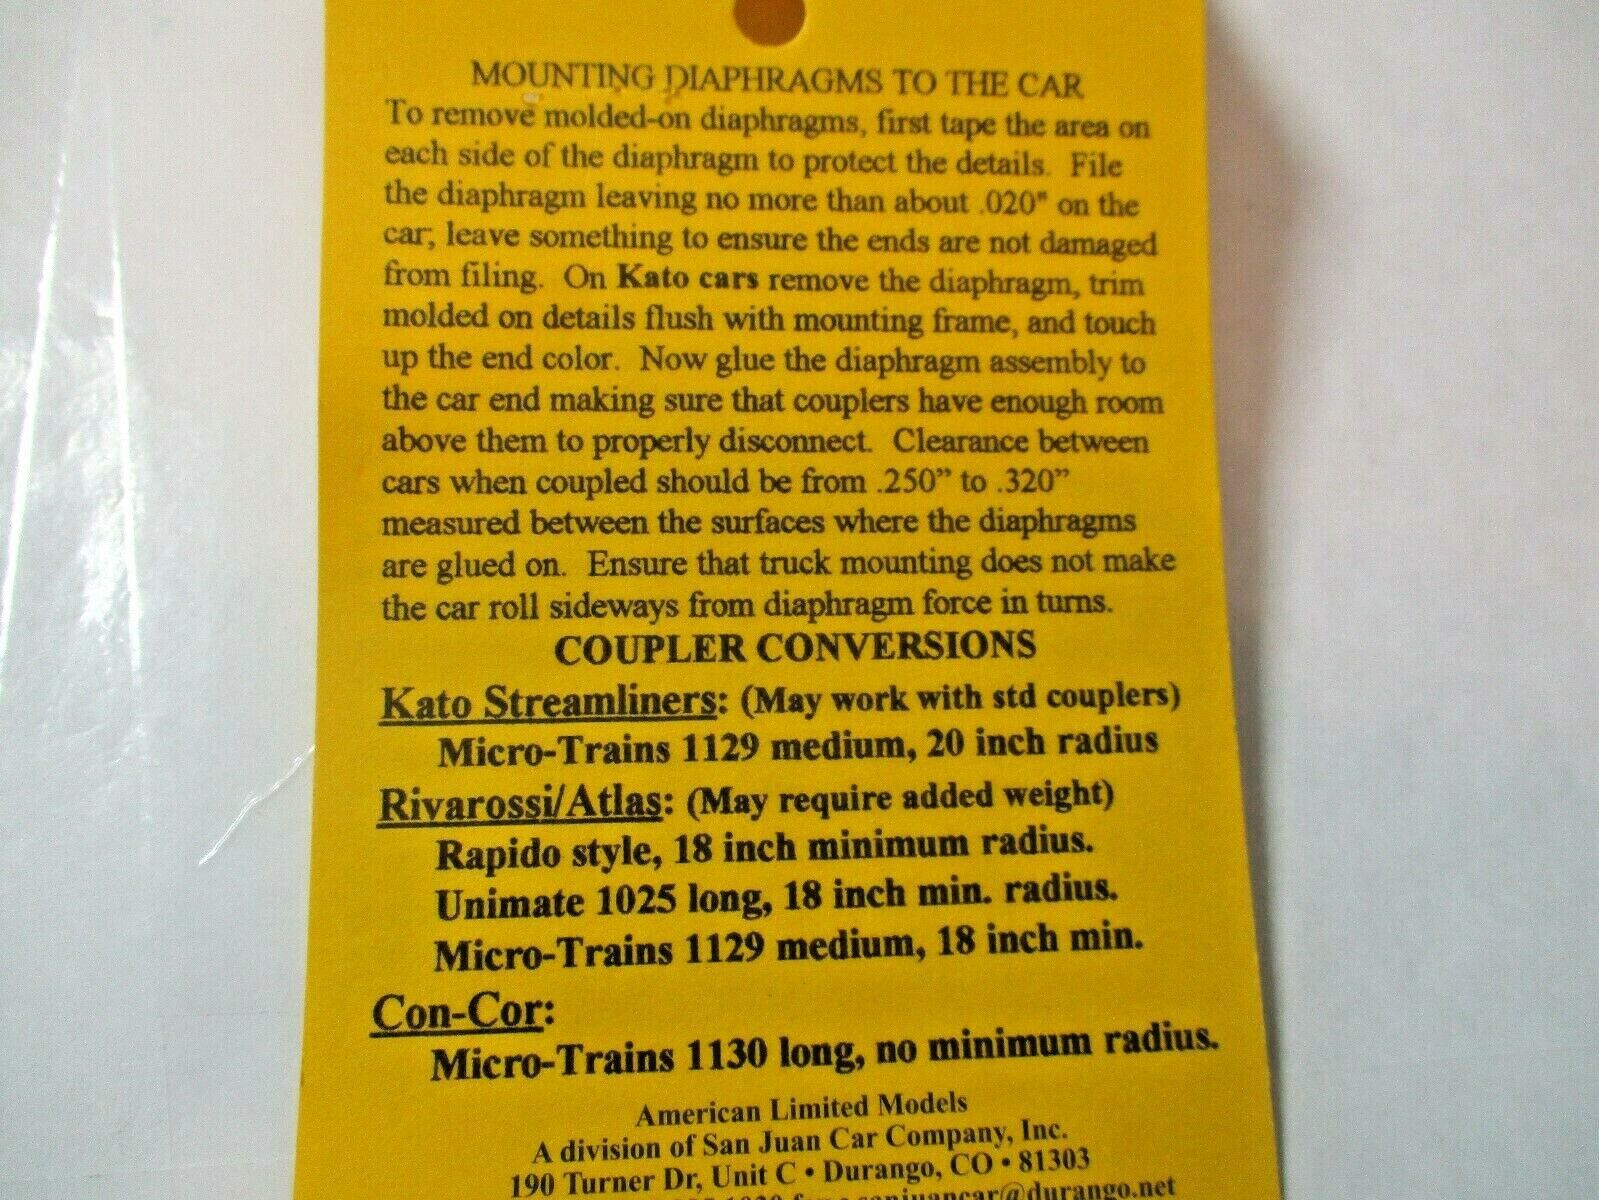 MOUNTING DIAPHRAGMS TO THE CAR
To remove molded-on diaphragms, first tape the area on
each side of the diaphragm to protect the details. File
the diaphragm leaving no more than about .020" on the
car; leave something to ensure the ends are not damaged
from filing. On Kato cars remove the diaphragm, trim
molded on details flush with mounting frame, and touch
up the end color. Now glue the diaphragm assembly to
the car end making sure that couplers have enough room
above them to properly disconnect. Clearance between
cars when coupled should be from .250” to .320”
measured between the surfaces where the diaphragms
are glued on. Ensure that truck mounting does not make
the car roll sideways from diaphragm force in turns.
COUPLER CONVERSIONS
Kato Streamliners: (May work with std couplers)
Micro-Trains 1129 medium, 20 inch radius
Rivarossi/Atlas: (May require added weight)
Rapido style, 18 inch minimum radius.
Unimate 1025 long, 18 inch min. radius.
Micro-Trains 1129 medium, 18 inch min.
Con-Cor:
Micro-Trains 1130 long, no minimum radius.
American Limited Models
A division of San Juan Car Company, Inc.
190 Turner Dr, Unit C • Durango, CO • 81303
sanjuancar@durango.net